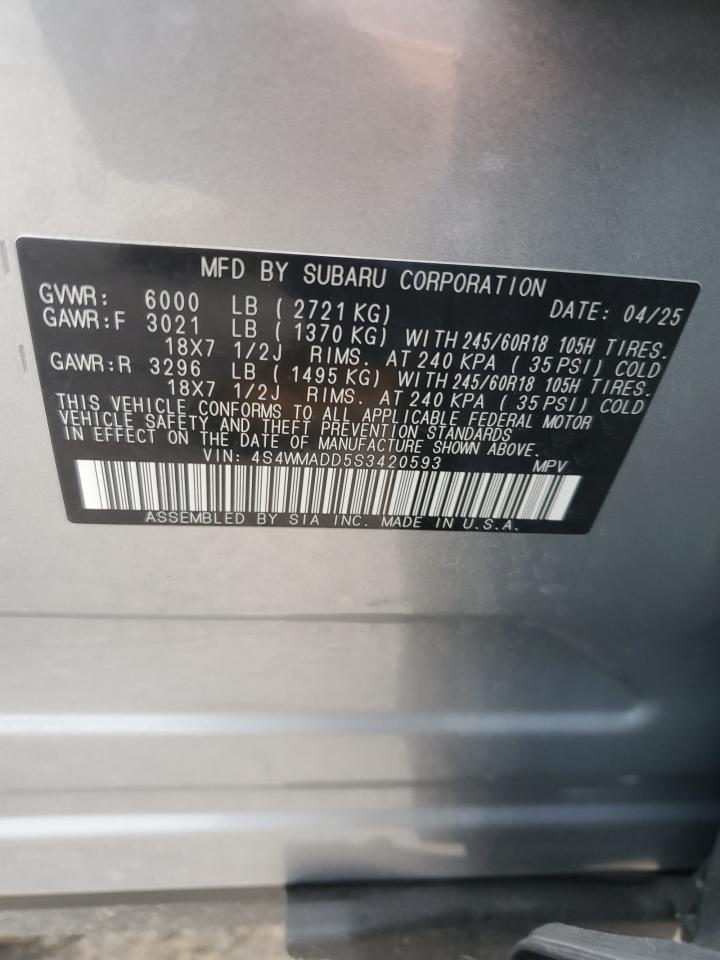 MFD BY SUBARU CORPORATION
GVWR: 6000 LB ( 2721 KG) DATE: 04/25
GAWR:F 3021 LB ( 1370 KG) WITH 245/60R18 105H TIRES.
18X7 1/2J RIMS. AT 240 KPA ( 35 PSI) COLD
GAWR:R 3296 LB ( 1495 KG) WITH 245/60R18 105H TIRES.
18X7 1/2J RIMS. AT 240 KPA ( 35 PSI) COLD
THIS VEHICLE CONFORMS TO ALL APPLICABLE FEDERAL MOTOR
VEHICLE SAFETY AND THEFT PREVENTION STANDARDS
IN EFFECT ON THE DATE OF MANUFACTURE SHOWN ABOVE.
VIN: 4S4WMADD5S3420593 MPV
ASSEMBLED BY SIA INC. MADE IN U.S.A.